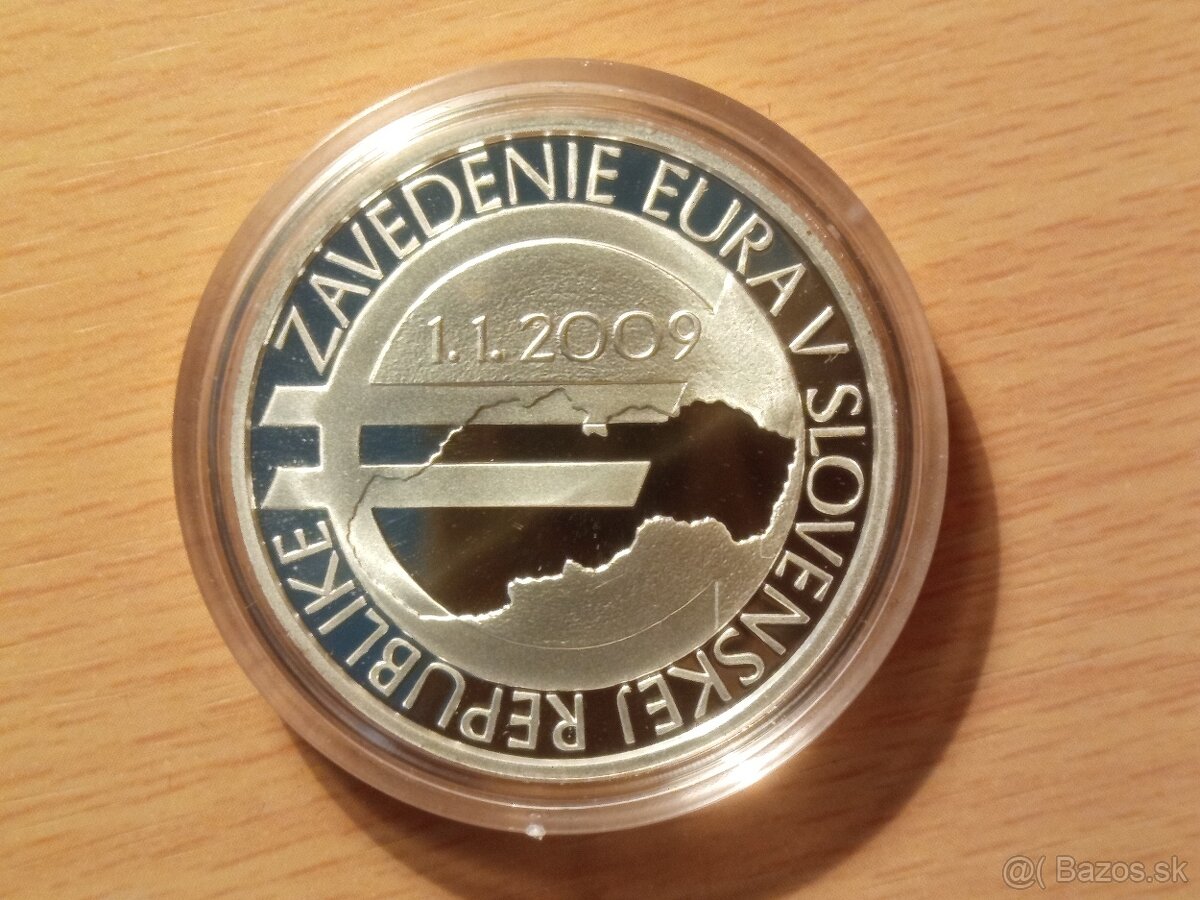 ZAVEDENIE EURA V SLOVENSKEJ REPUBLIKE
1.1.2009
@( Bazos.sk